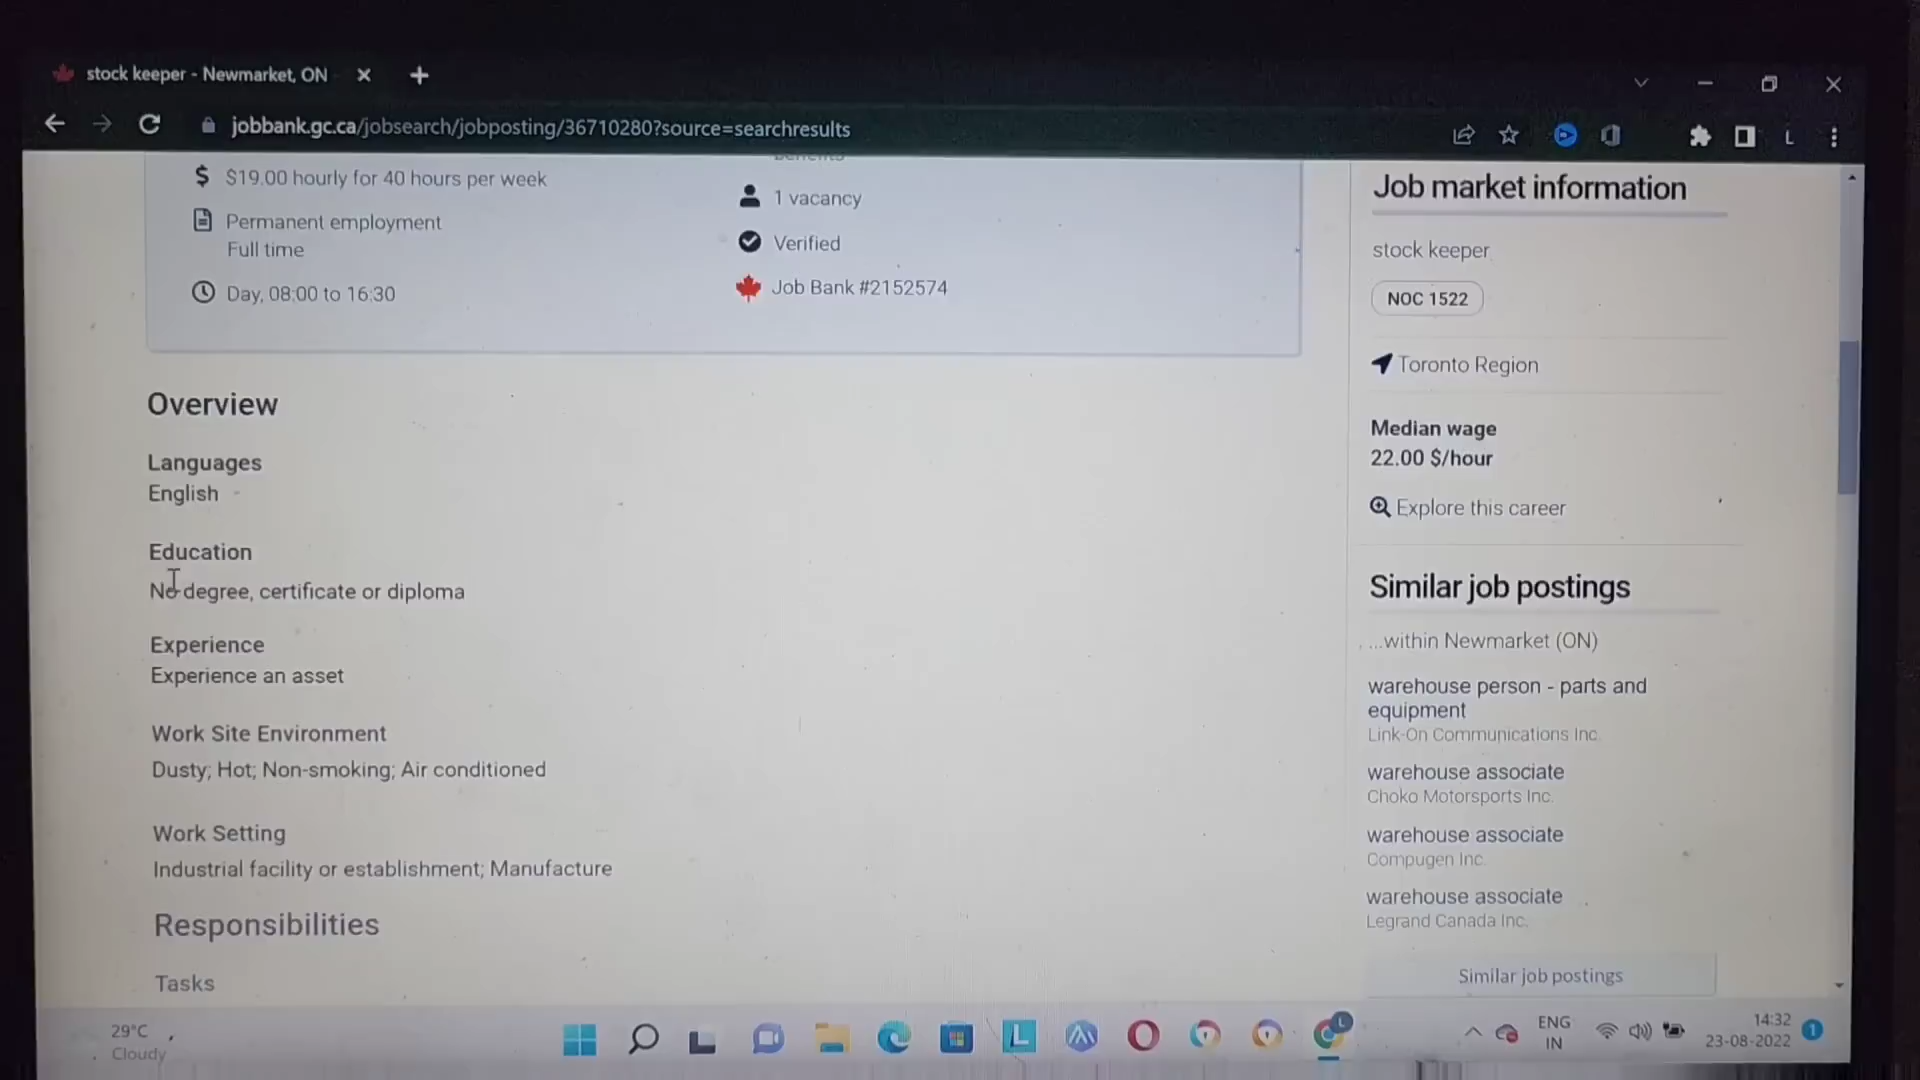 stock keeper - Newmarket, ON
jobbank.gc.ca/jobsearch/jobposting/36710280?source=searchresults
L
$ $19.00 hourly for 40 hours per week
Permanent employment
Full time
Day, 08:00 to 16:30
benefits
1 vacancy
Verified
Job Bank #2152574
Overview
Languages
English
Education
No degree, certificate or diploma
Experience
Experience an asset
Work Site Environment
Dusty; Hot; Non-smoking; Air conditioned
Work Setting
Industrial facility or establishment; Manufacture
Responsibilities
Tasks
Job market information
stock keeper
NOC 1522
Toronto Region
Median wage
22.00 $/hour
Explore this career
Similar job postings
...within Newmarket (ON)
warehouse person - parts and
equipment
Link-On Communications Inc.
warehouse associate
Choko Motorsports Inc.
warehouse associate
Compugen Inc.
warehouse associate
Legrand Canada Inc.
Similar job postings
29°C
Cloudy
L
L
ENG
IN
14:32
23-08-2022
1